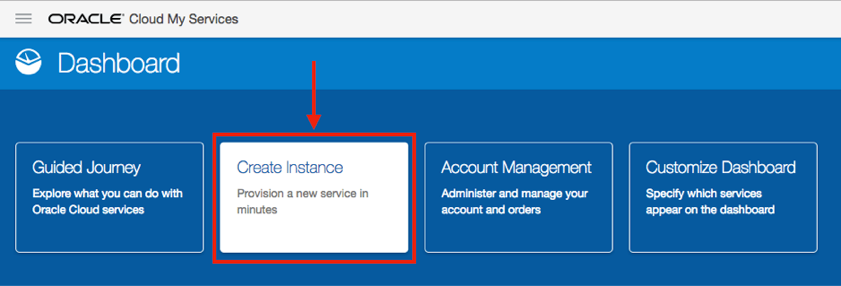 ORACLE® Cloud My Services
Dashboard
Guided Journey
Explore what you can do with
Oracle Cloud services
Create Instance
Provision a new service in
minutes
Account Management
Administer and manage your
account and orders
Customize Dashboard
Specify which services
appear on the dashboard